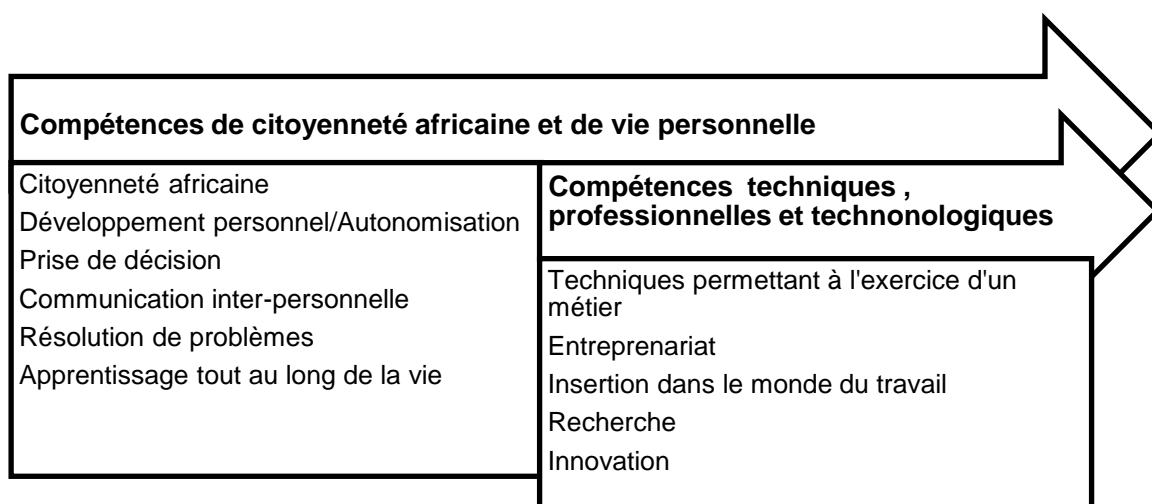 Compétences de citoyenneté africaine et de vie personnelle
Citoyenneté africaine
Développement personnel/Autonomisation
Prise de décision
Communication inter-personnelle
Résolution de problèmes
Apprentissage tout au long de la vie
Compétences techniques ,
professionnelles et technonologiques
Techniques permettant à l'exercice d'un
métier
Entreprenariat
Insertion dans le monde du travail
Recherche
Innovation